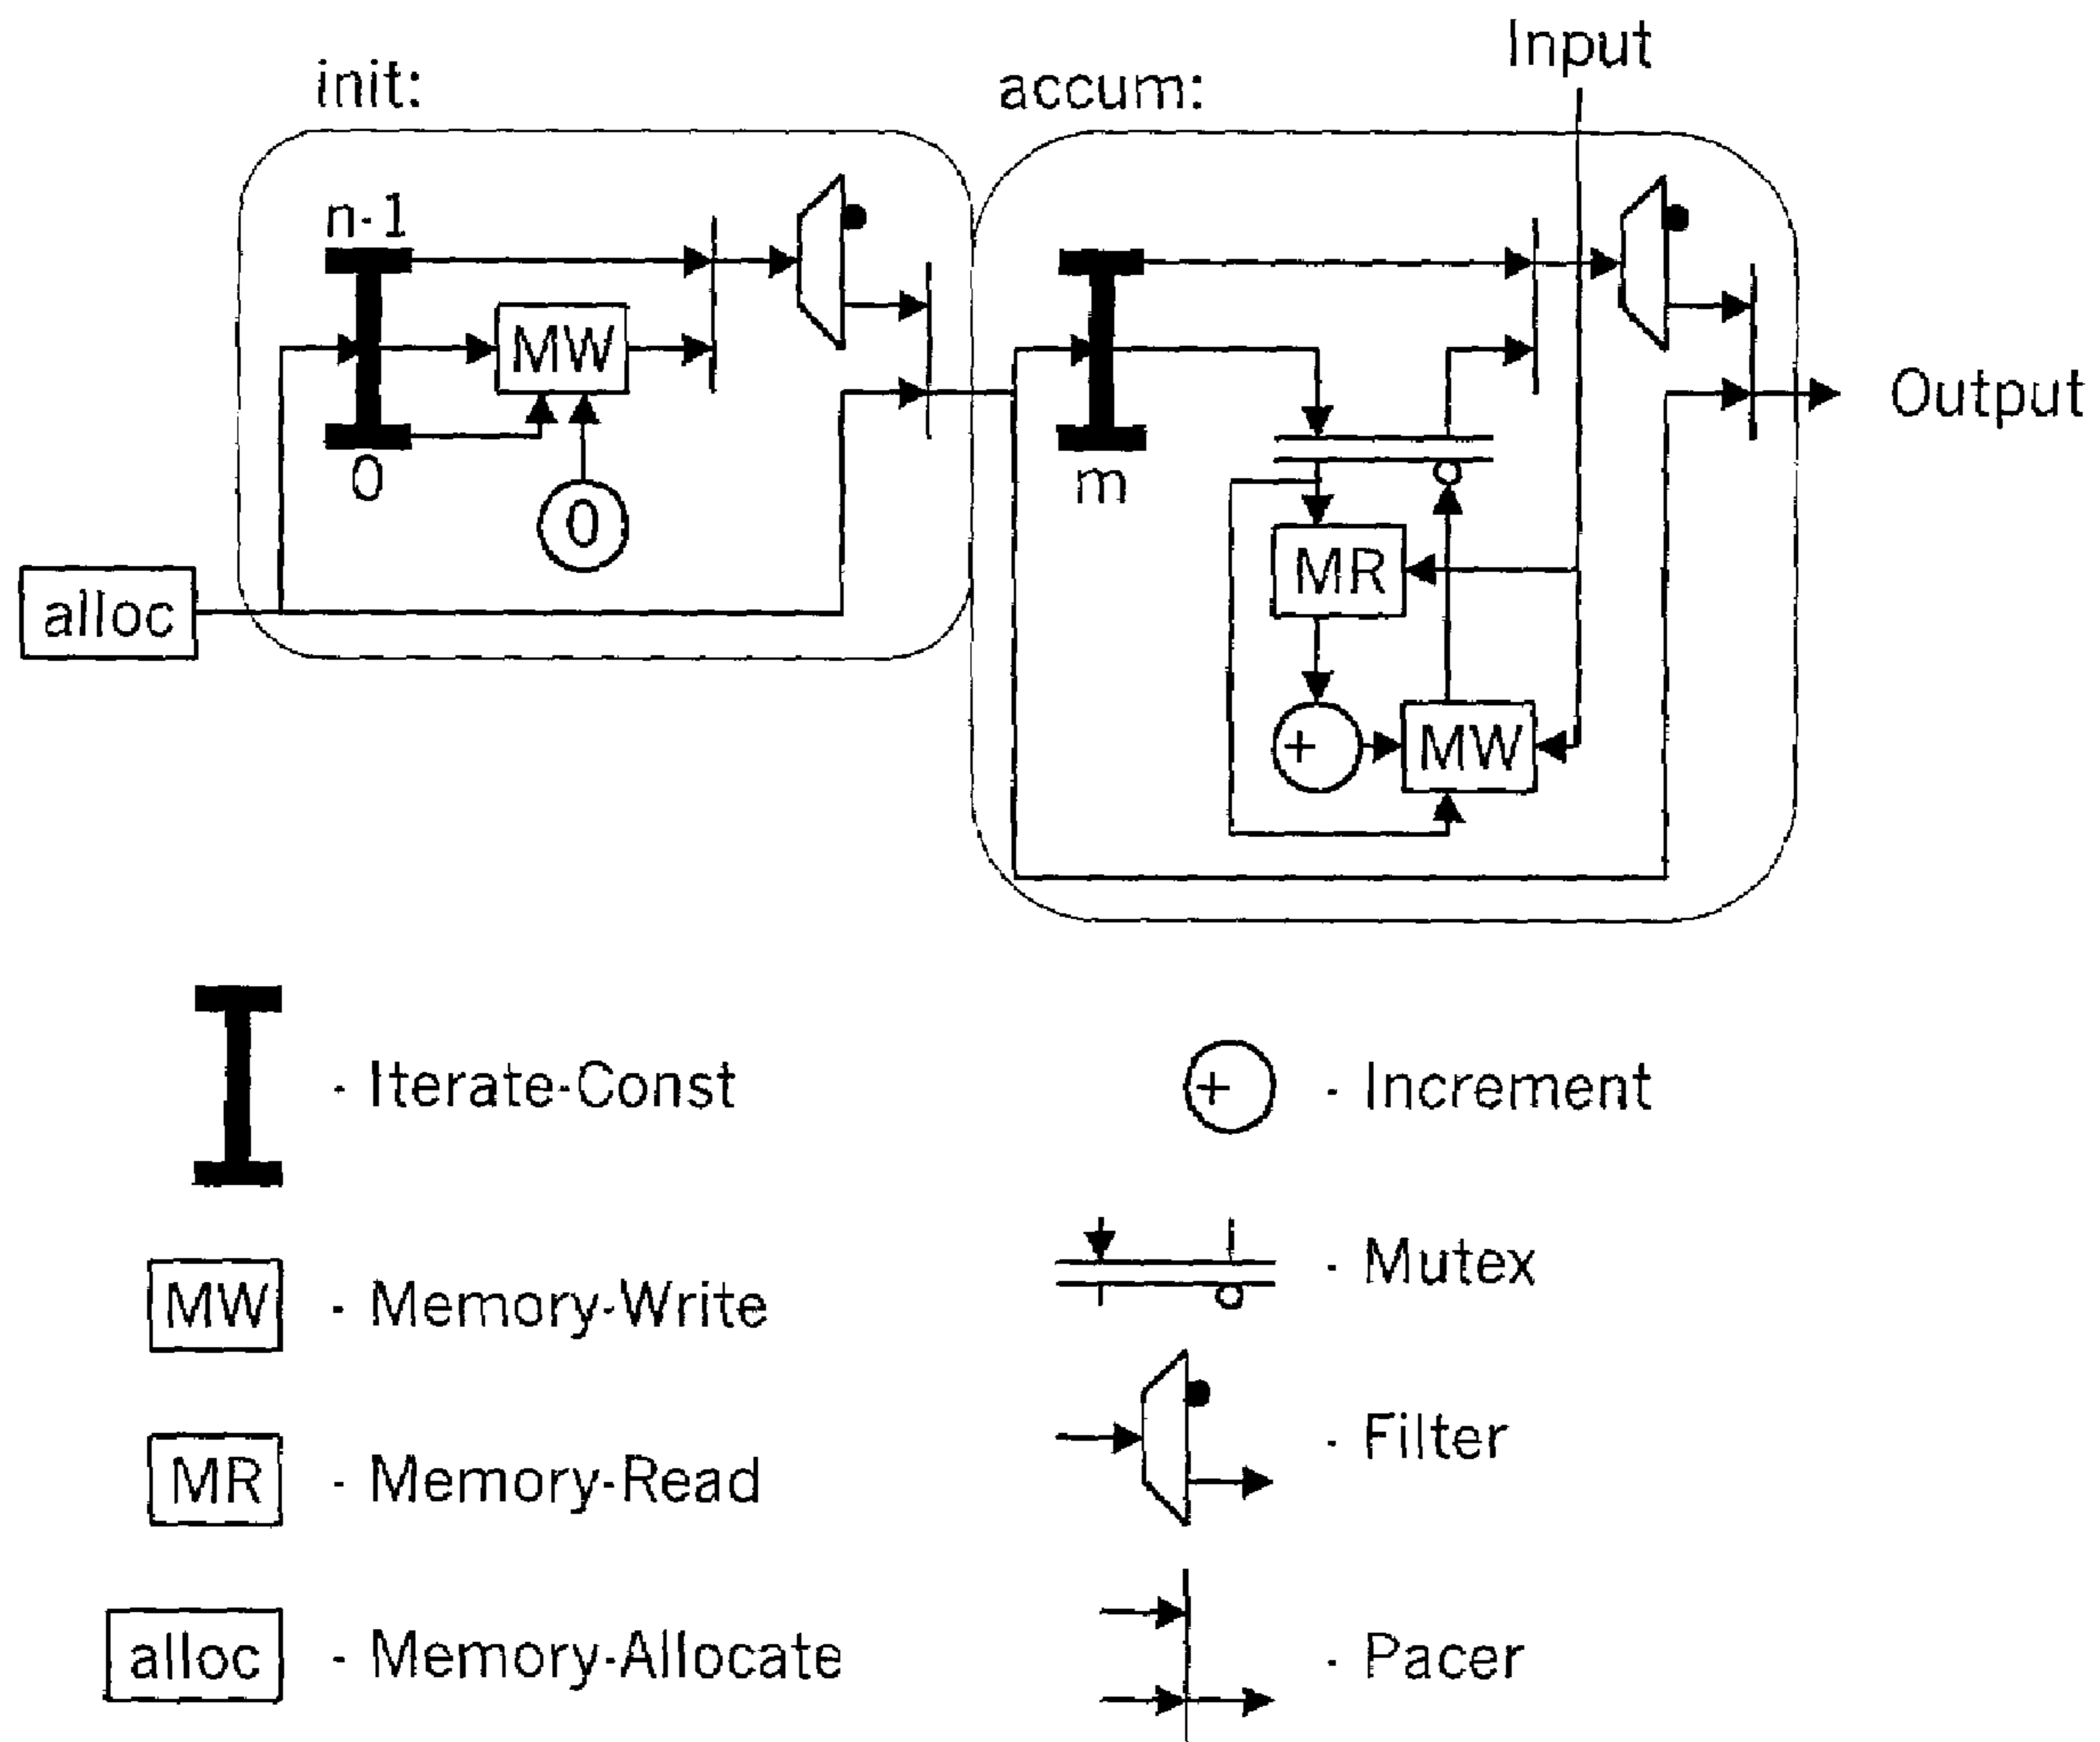 Input
init:
accum:
n-1
MW
0
0
alloc
m
MR
+
MW
Output
- Iterate-Const
+ - Increment
MW - Memory-Write
- Mutex
MR - Memory-Read
- Filter
alloc - Memory-Allocate
- Pacer